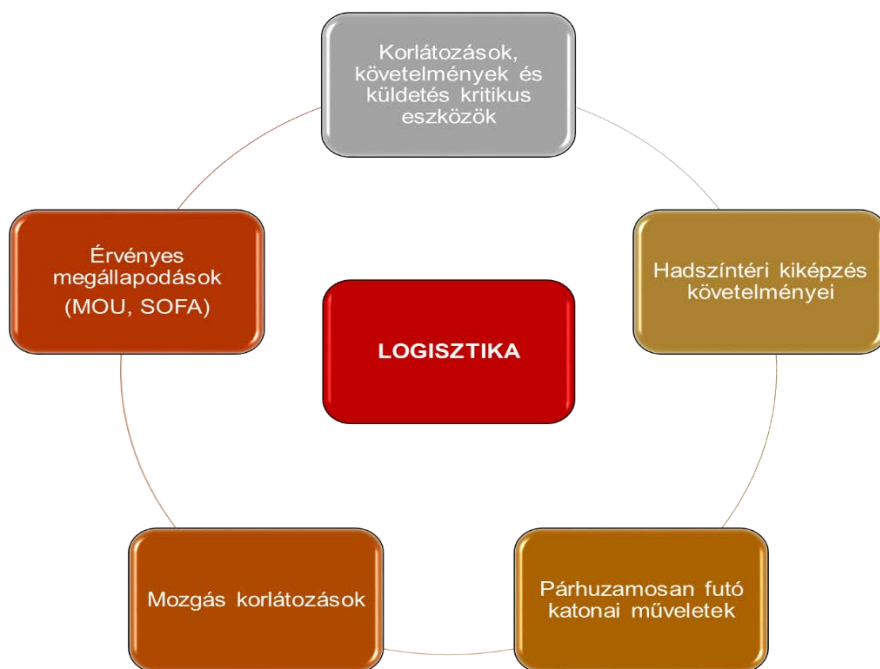 Korlátozások,
követelmények és
küldetés kritikus
eszközök
Érvényes
megállapodások
(MOU, SOFA)
Hadszíntéri kiképzés
követelményei
LOGISZTIKA
Mozgás korlátozások
Párhuzamosan futó
katonai műveletek